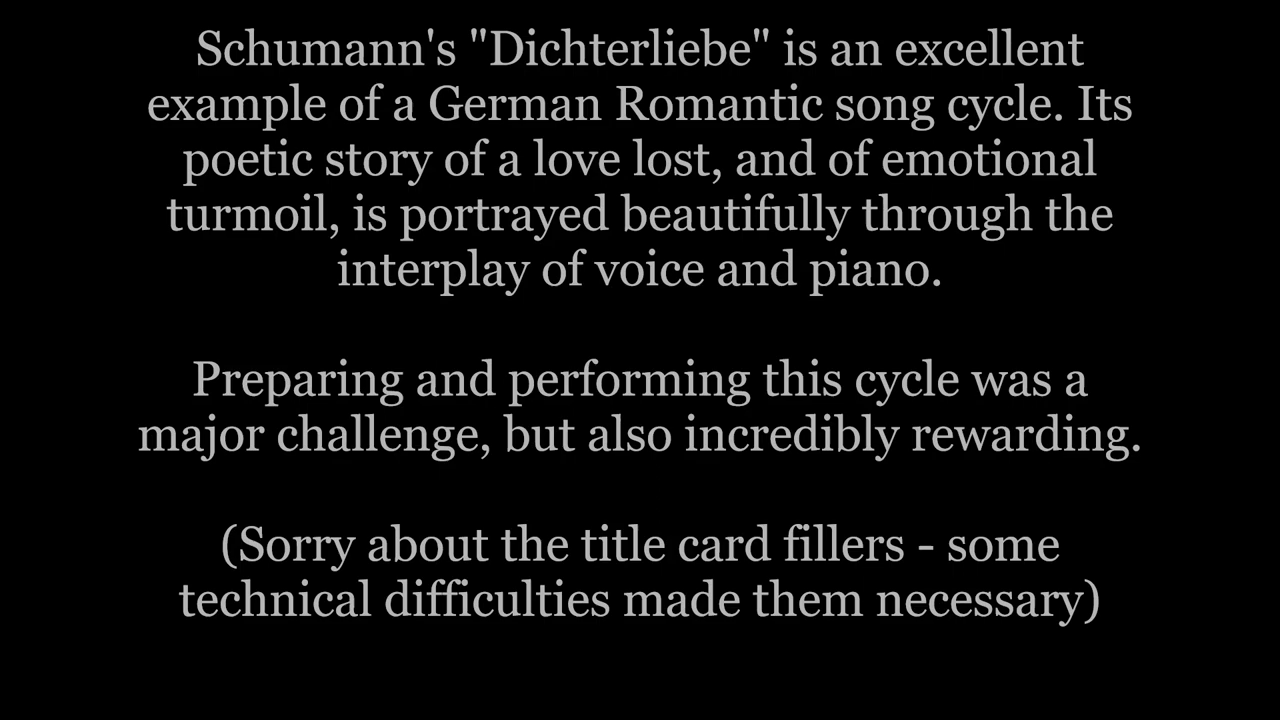 Schumann's "Dichterliebe" is an excellent
example of a German Romantic song cycle. Its
poetic story of a love lost, and of emotional
turmoil, is portrayed beautifully through the
interplay of voice and piano.
Preparing and performing this cycle was a
major challenge, but also incredibly rewarding.
(Sorry about the title card fillers - some
technical difficulties made them necessary)